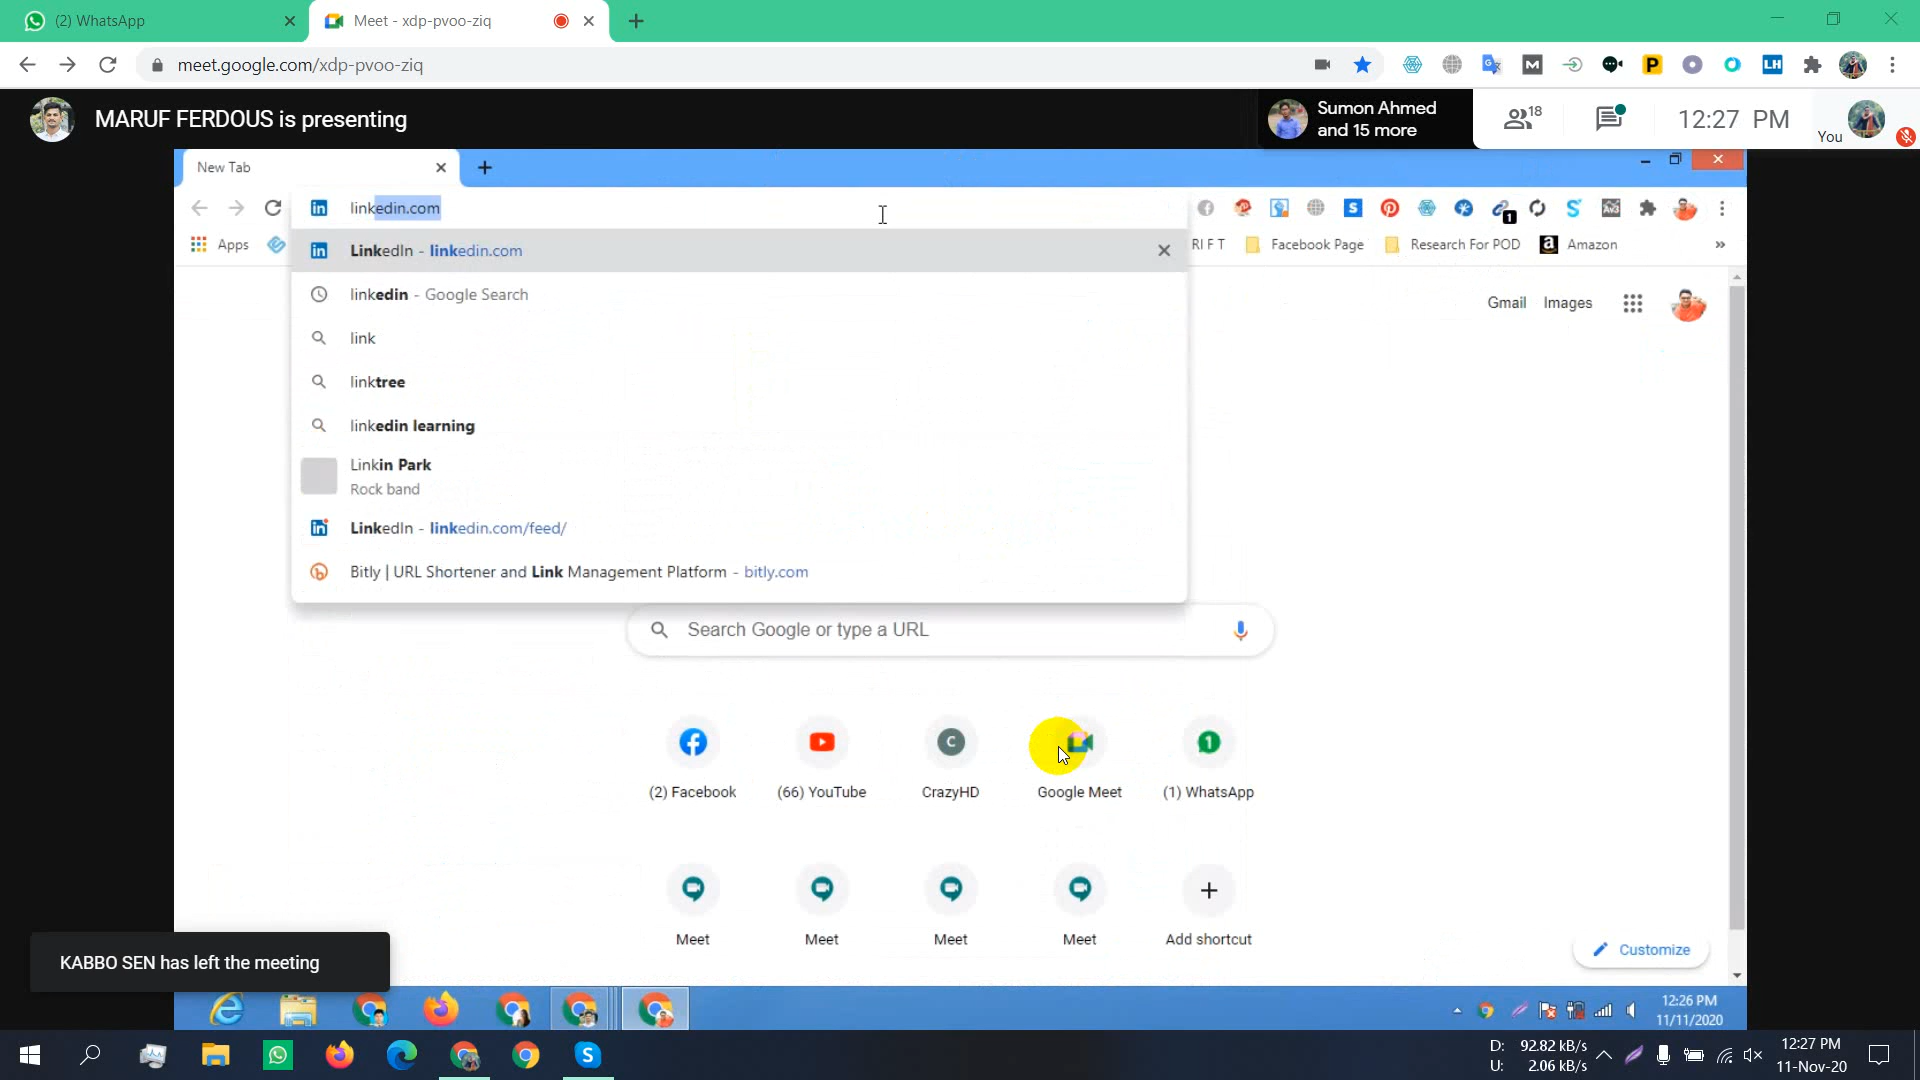 (2) WhatsApp
Meet - xdp-pvoo-ziq
meet.google.com/xdp-pvoo-ziq
G
M
P
LH
MARUF FERDOUS is presenting
Sumon Ahmed
and 15 more
18
12:27 PM
You
New Tab
linkedin.com
1
Apps
RIFT
Facebook Page
Research For POD
Amazon
»
LinkedIn - linkedin.com
linkedin - Google Search
link
linktree
linkedin learning
Linkin Park
Rock band
LinkedIn - linkedin.com/feed/
Bitly | URL Shortener and Link Management Platform - bitly.com
Gmail
Images
Search Google or type a URL
(2) Facebook
(66) YouTube
C
CrazyHD
Google Meet
1
(1) WhatsApp
Meet
Meet
Meet
Meet
Add shortcut
Customize
KABBO SEN has left the meeting
12:26 PM
11/11/2020
D: 92.82 kB/s
U: 2.06 kB/s
12:27 PM
11-Nov-20